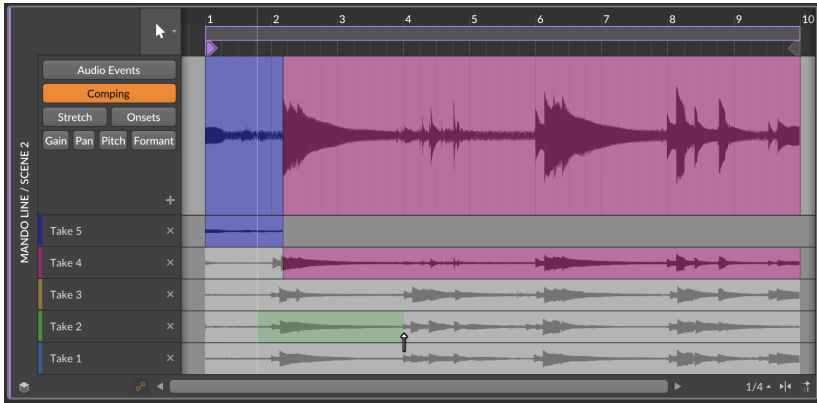 1 2 3 4 5 6 7 8 9 10
Audio Events
Comping
Stretch Onsets
Gain Pan Pitch Formant
MANDO LINE / SCENE 2
+
Take 5 ×
Take 4 ×
Take 3 ×
Take 2 ×
Take 1 ×
1/4